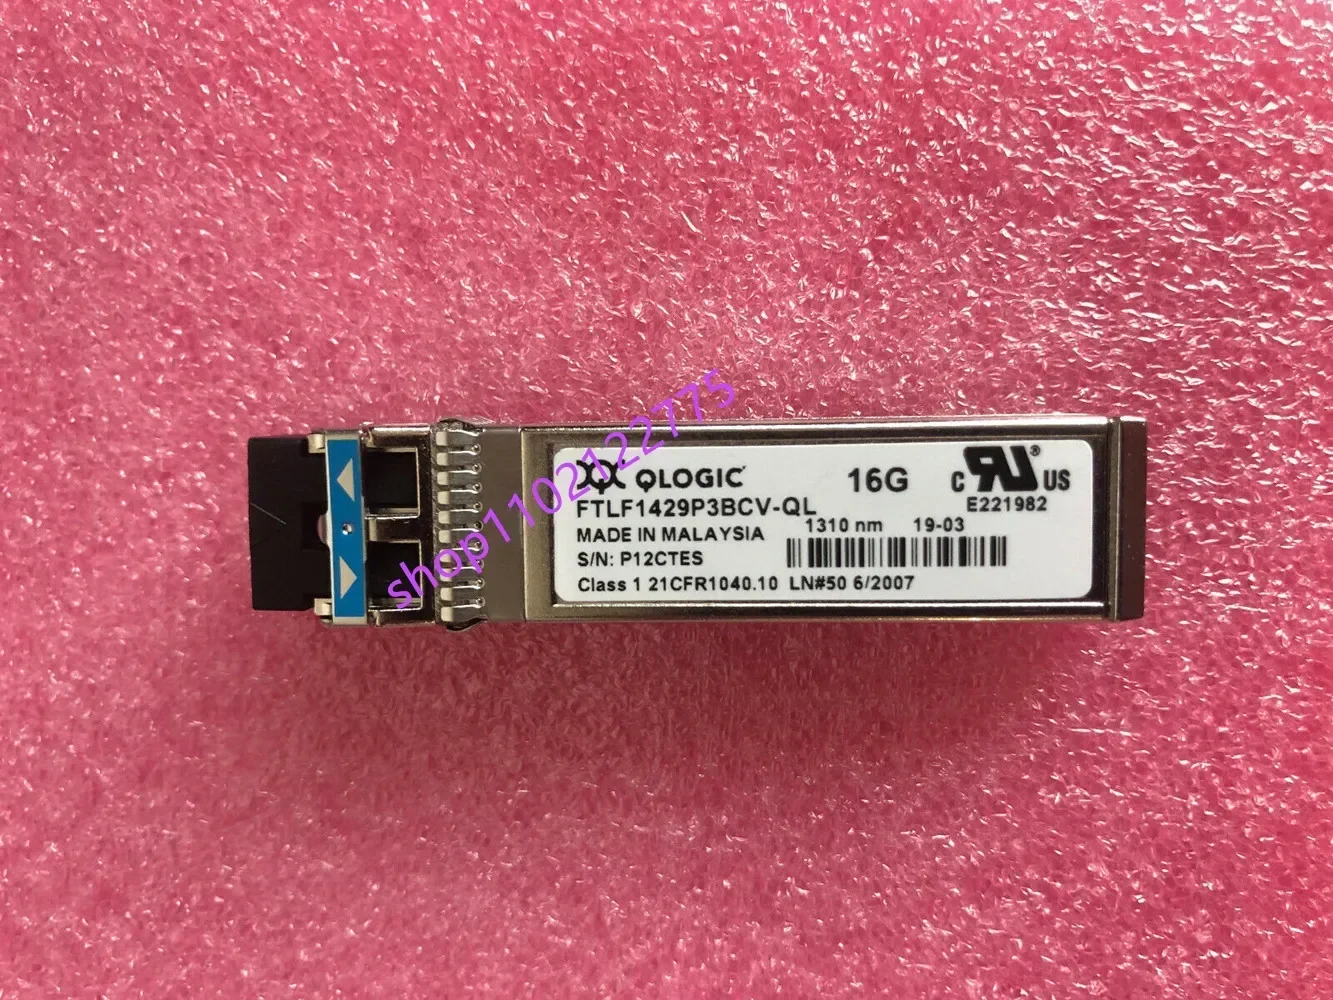 QLOGIC 16G C RU® US
FTLF1429P3BCV-QL E221982
MADE IN MALAYSIA 1310 nm 19-03
S/N: P12CTES
Class 1 21CFR1040.10 LN#50 6/2007
shop1102122775